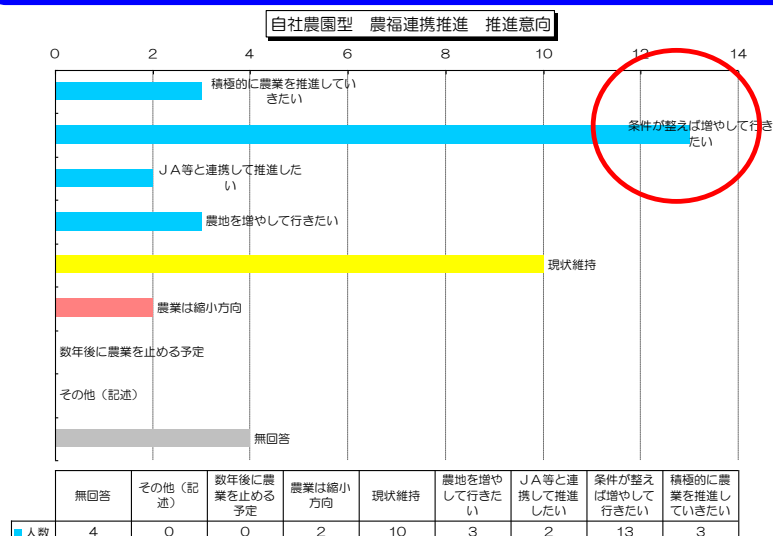 自社農園型　農福連携推進　推進意向
0 2 4 6 8 10 12 14
積極的に農業を推進してい
きたい
条件が整えば増やして行き
たい
ＪＡ等と連携して推進した
い
農地を増やして行きたい
現状維持
農業は縮小方向
数年後に農業を止める予定
その他（記述）
無回答
無回答 その他（記
述） 数年後に農
業を止める
予定 農業は縮小
方向 現状維持 農地を増や
して行きた
い ＪＡ等と連
携して推進
したい 条件が整え
ば増やして
行きたい 積極的に農
業を推進し
ていきたい
人数 4 0 0 2 10 3 2 13 3